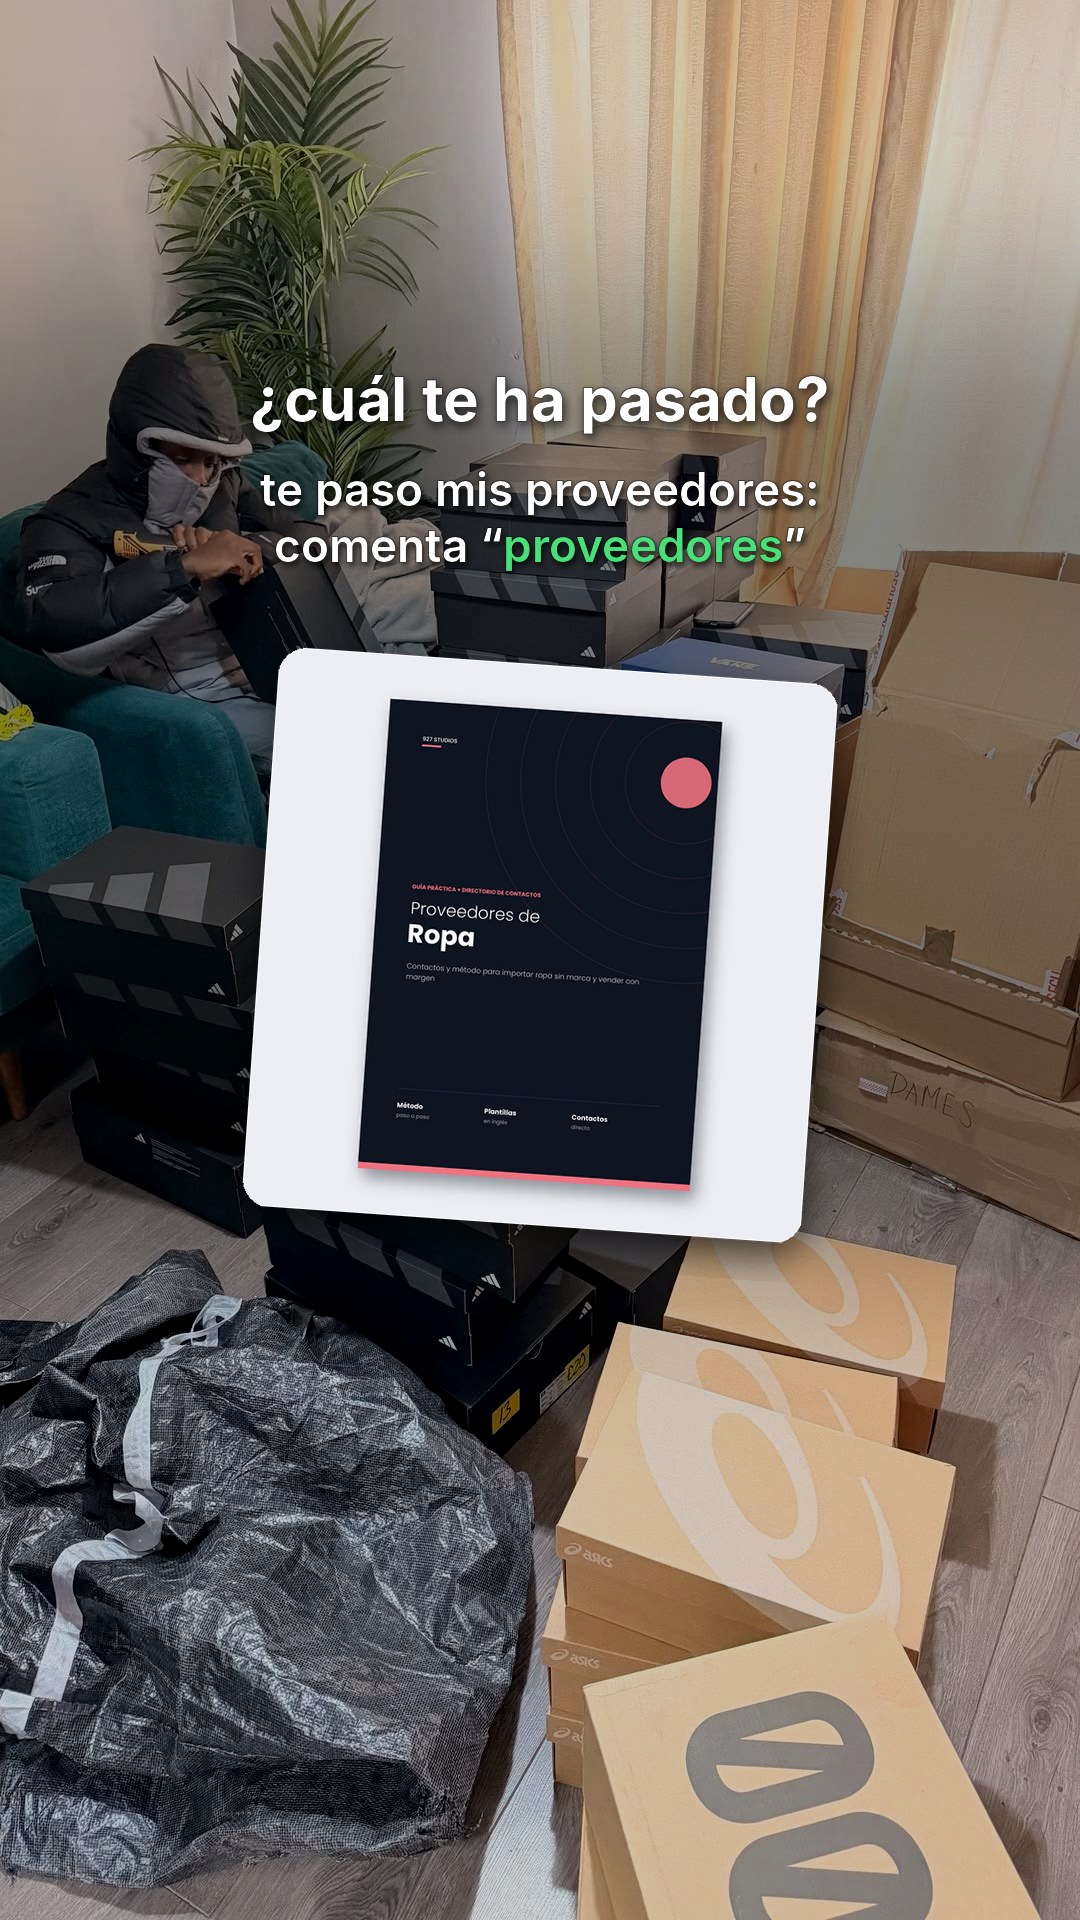 ¿cuál te ha pasado?
te paso mis proveedores:
comenta “proveedores”
VANS
927 STUDIOS
GUÍA PRÁCTICA + DIRECTORIO DE CONTACTOS
Proveedores de
Ropa
Contactos y método para importar ropa sin marca y vender con
margen
Método
paso a paso
Plantillas
en inglés
Contactos
directo
DAMES
13
asics
asics